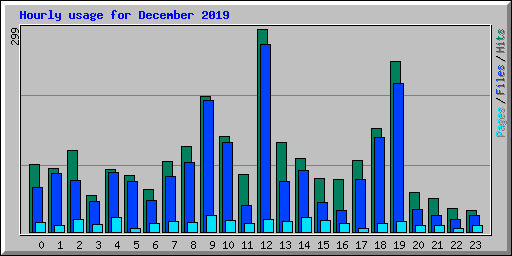 Hourly usage for December 2019
299
Pages / Files / Hits
0 1 2 3 4 5 6 7 8 9 10 11 12 13 14 15 16 17 18 19 20 21 22 23